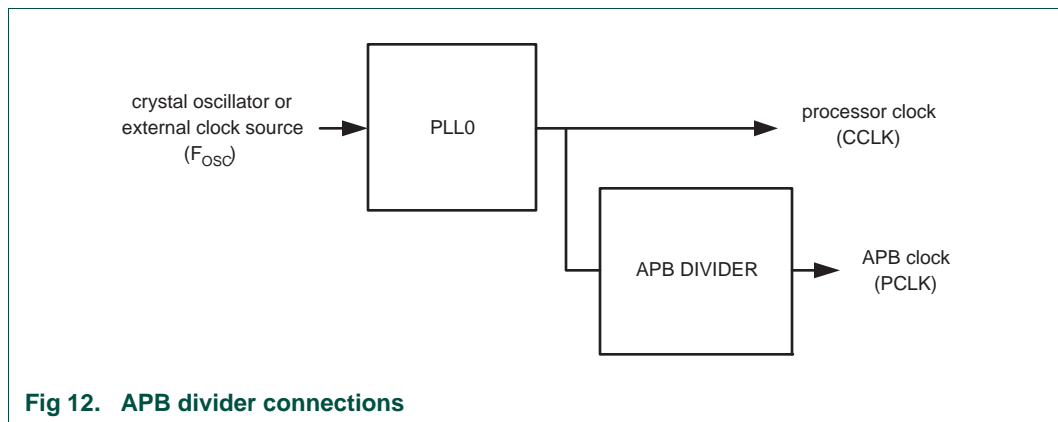 crystal oscillator or
external clock source
(FOSC)
PLL0
processor clock
(CCLK)
APB DIVIDER
APB clock
(PCLK)
Fig 12. APB divider connections